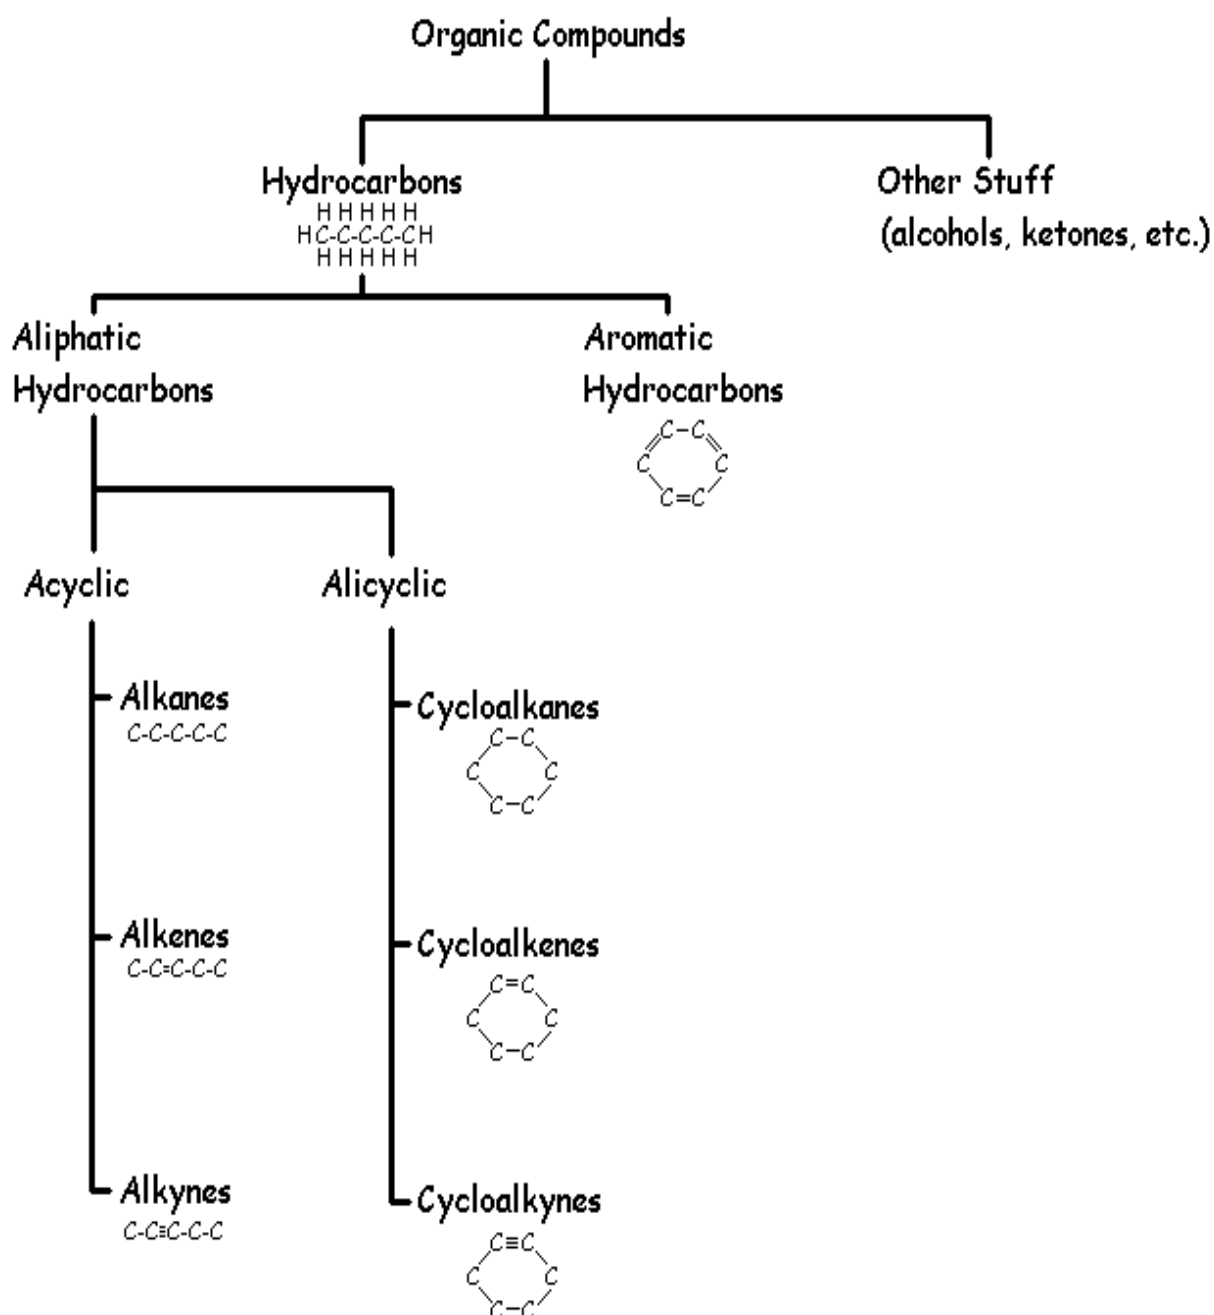 Organic Compounds
Hydrocarbons
H H H H H
HC-C-C-C-CH
H H H H H
Other Stuff
(alcohols, ketones, etc.)
Aliphatic
Hydrocarbons
Aromatic
Hydrocarbons
C-C
C C
C=C
Acyclic
Alicyclic
Alkanes
C-C-C-C-C
Cycloalkanes
C-C
C C
C-C
Alkenes
C-C=C-C-C
Cycloalkenes
C=C
C C
C-C
Alkynes
C-C≡C-C-C
Cycloalkynes
C≡C
C C
C-C